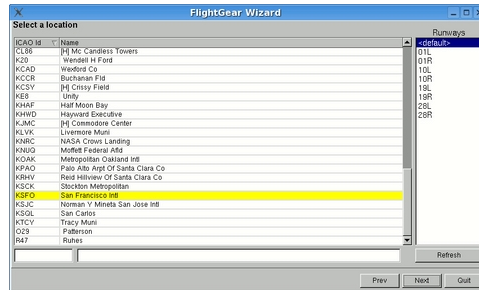 FlightGear Wizard
Select a location
ICAO Id Name
CL86 [H] Mc Candless Towers
K20 Wendell H Ford
KCAD Wexford Co
KCCR Buchanan Fld
KCSY [H] Crissy Field
KE8 Unity
KHAF Half Moon Bay
KHWD Hayward Executive
KJMC [H] Commodore Center
KLVK Livermore Muni
KNRC NASA Crows Landing
KNUQ Moffett Federal Afld
KOAK Metropolitan Oakland Intl
KPAO Palo Alto Arpt Of Santa Clara Co
KRHV Reid Hillview Of Santa Clara Co
KSCK Stockton Metropolitan
KSFO San Francisco Intl
KSJC Norman Y Mineta San Jose Intl
KSQL San Carlos
KTCY Tracy Muni
O29 Patterson
R47 Ruhes
Runways
<default>
01L
01R
10L
10R
19L
19R
28L
28R
Refresh
Prev Next Quit